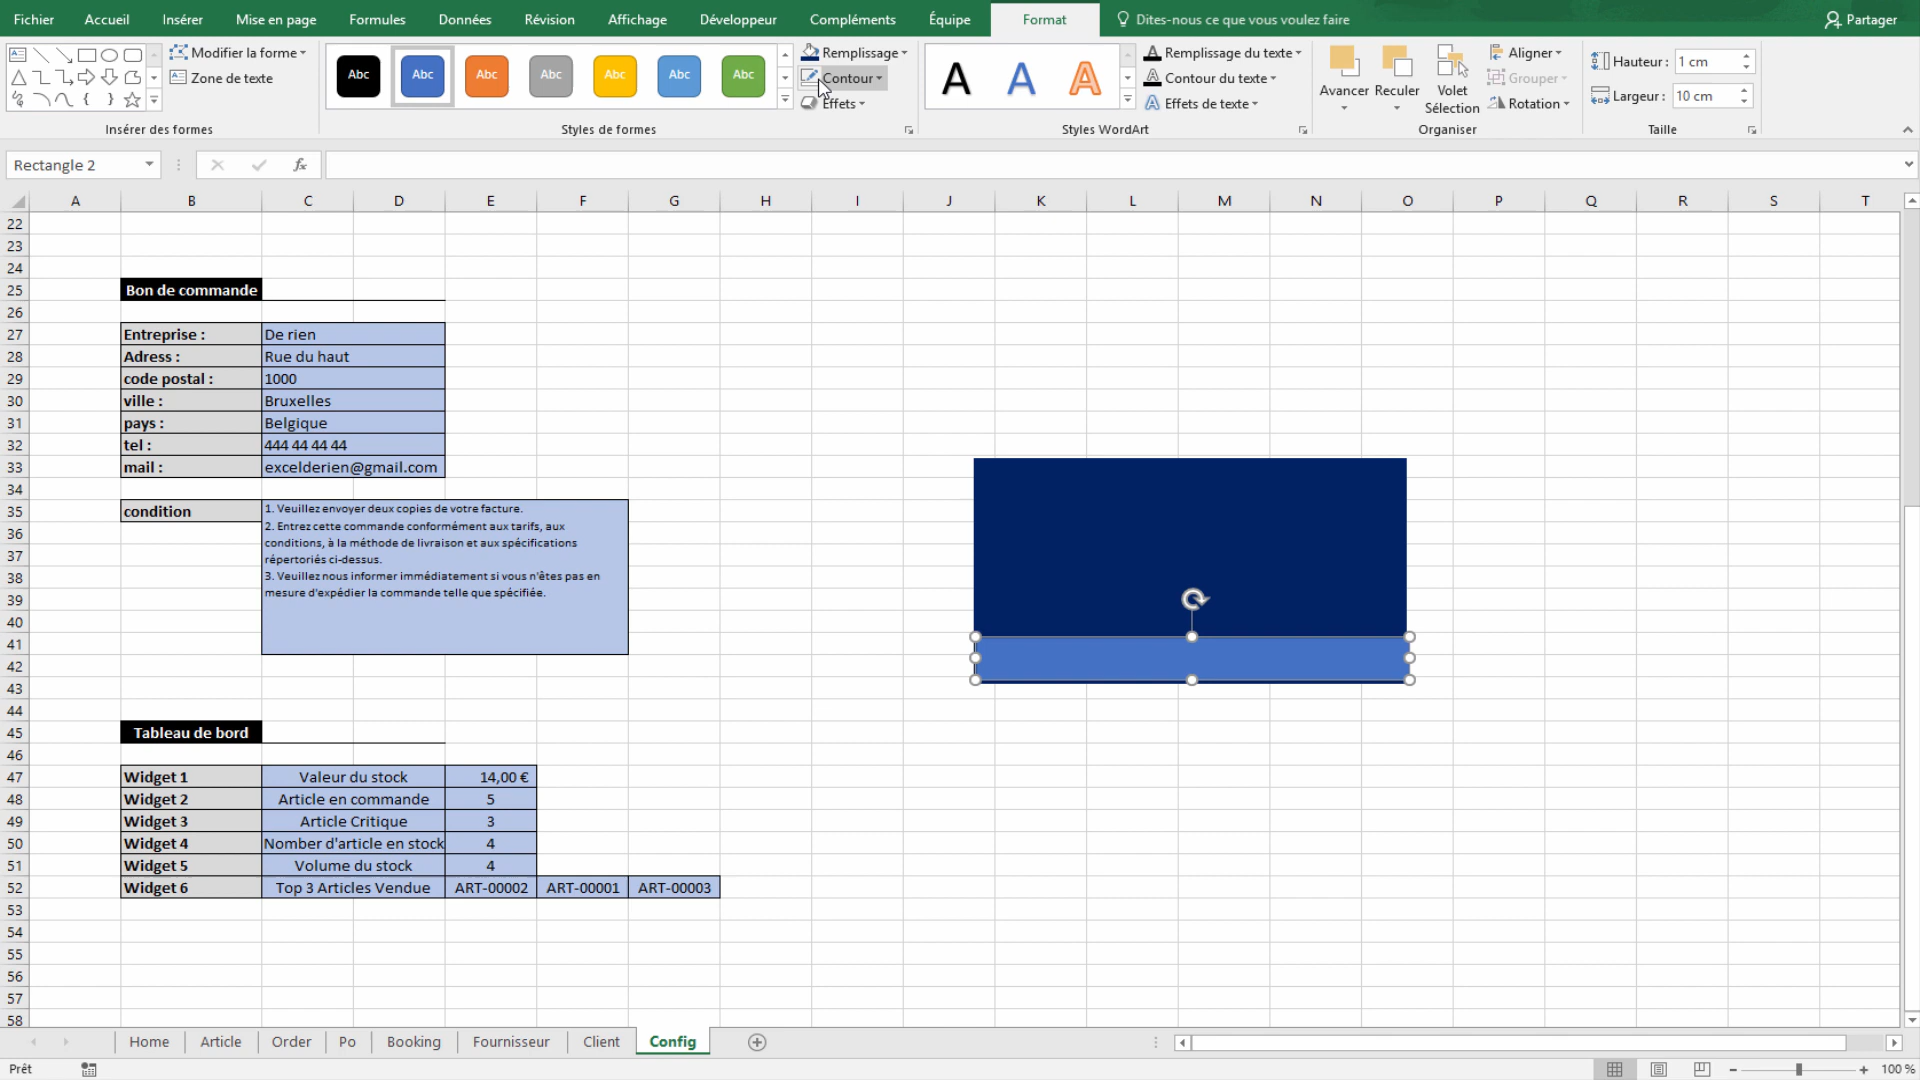 Fichier Accueil Insérer Mise en page Formules Données Révision Affichage Développeur Compléments Équipe Format Dites-nous ce que vous voulez faire Partager
Modifier la forme
Zone de texte
Insérer des formes
Abc Abc Abc Abc Abc Abc Abc
Remplissage
Contour
Effets
Styles de formes
A A A
Remplissage du texte
Contour du texte
Effets de texte
Styles WordArt
Avancer Reculer Volet Sélection
Aligner
Grouper
Rotation
Organiser
Hauteur : 1 cm
Largeur : 10 cm
Taille
Rectangle 2 fx
A B C D E F G H I J K L M N O P Q R S T
22
23
24
25 Bon de commande
26
27 Entreprise : De rien
28 Adress : Rue du haut
29 code postal : 1000
30 ville : Bruxelles
31 pays : Belgique
32 tel : 444 44 44 44
33 mail : excelderien@gmail.com
34
35 condition 1. Veuillez envoyer deux copies de votre facture.
36 2. Entrez cette commande conformément aux tarifs, aux
37 conditions, à la méthode de livraison et aux spécifications
répertoriés ci-dessus.
38 3. Veuillez nous informer immédiatement si vous n'êtes pas en
39 mesure d'expédier la commande telle que spécifiée.
40
41
42
43
44
45 Tableau de bord
46
47 Widget 1 Valeur du stock 14,00 €
48 Widget 2 Article en commande 5
49 Widget 3 Article Critique 3
50 Widget 4 Nomber d'article en stock 4
51 Widget 5 Volume du stock 4
52 Widget 6 Top 3 Articles Vendue ART-00002 ART-00001 ART-00003
53
54
55
56
57
58
Home Article Order Po Booking Fournisseur Client Config
Prêt 100 %